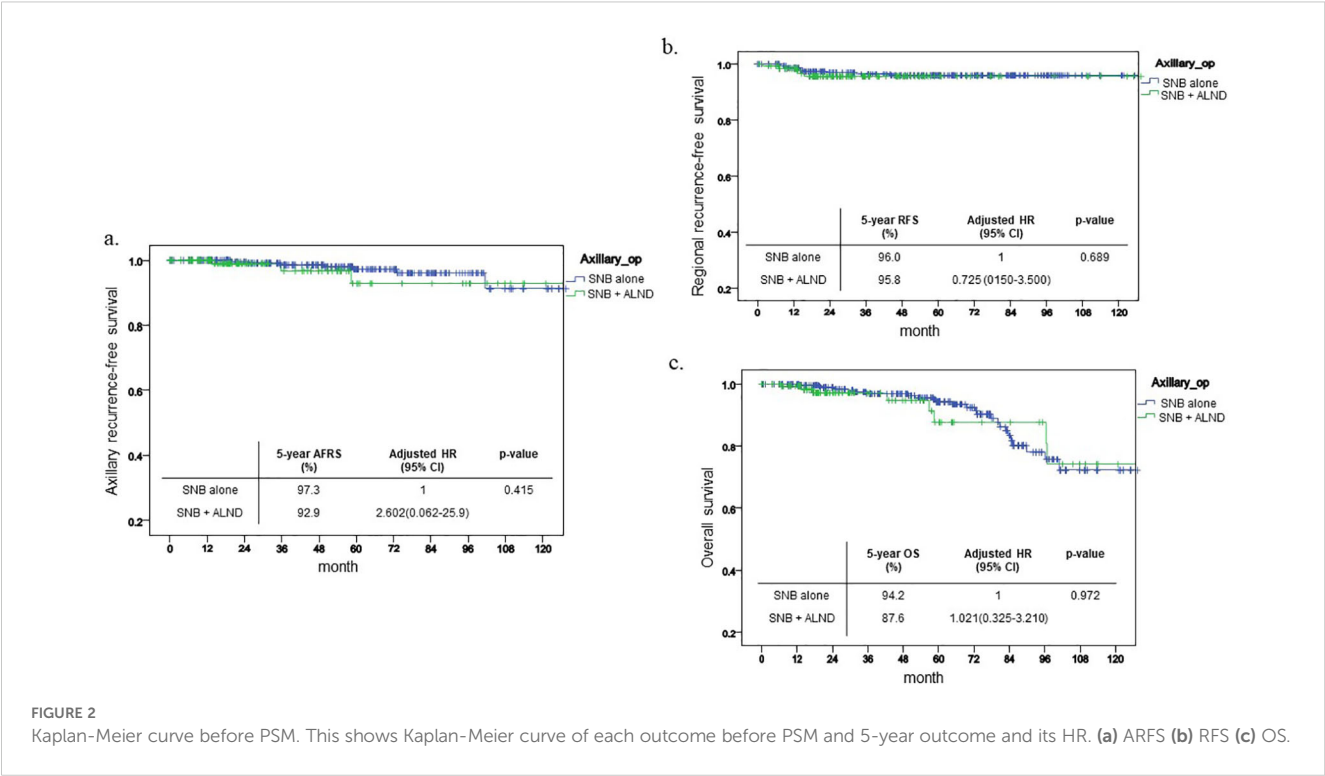 a.
Axillary recurrence-free survival
1.0
0.8
0.6
0.4
0.2
0 12 24 36 48 60 72 84 96 108 120
month
Axillary_op
SNB alone
SNB + ALND
5-year AFRS (%) Adjusted HR (95% CI) p-value
SNB alone 97.3 1 0.415
SNB + ALND 92.9 2.602(0.062-25.9)
b.
Regional recurrence-free survival
1.0
0.8
0.6
0.4
0.2
0 12 24 36 48 60 72 84 96 108 120
month
Axillary_op
SNB alone
SNB + ALND
5-year RFS (%) Adjusted HR (95% CI) p-value
SNB alone 96.0 1 0.689
SNB + ALND 95.8 0.725 (0150-3.500)
c.
Overall survival
1.0
0.8
0.6
0.4
0.2
0 12 24 36 48 60 72 84 96 108 120
month
Axillary_op
SNB alone
SNB + ALND
5-year OS (%) Adjusted HR (95% CI) p-value
SNB alone 94.2 1 0.972
SNB + ALND 87.6 1.021(0.325-3.210)
FIGURE 2
Kaplan-Meier curve before PSM. This shows Kaplan-Meier curve of each outcome before PSM and 5-year outcome and its HR. (a) ARFS (b) RFS (c) OS.